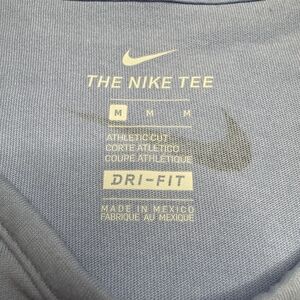 THE NIKE TEE
M M M
ATHLETIC CUT
CORTE ATLÉTICO
COUPE ATHLÉTIQUE
DRI-FIT
MADE IN MEXICO
FABRIQUÉ AU MEXIQUE